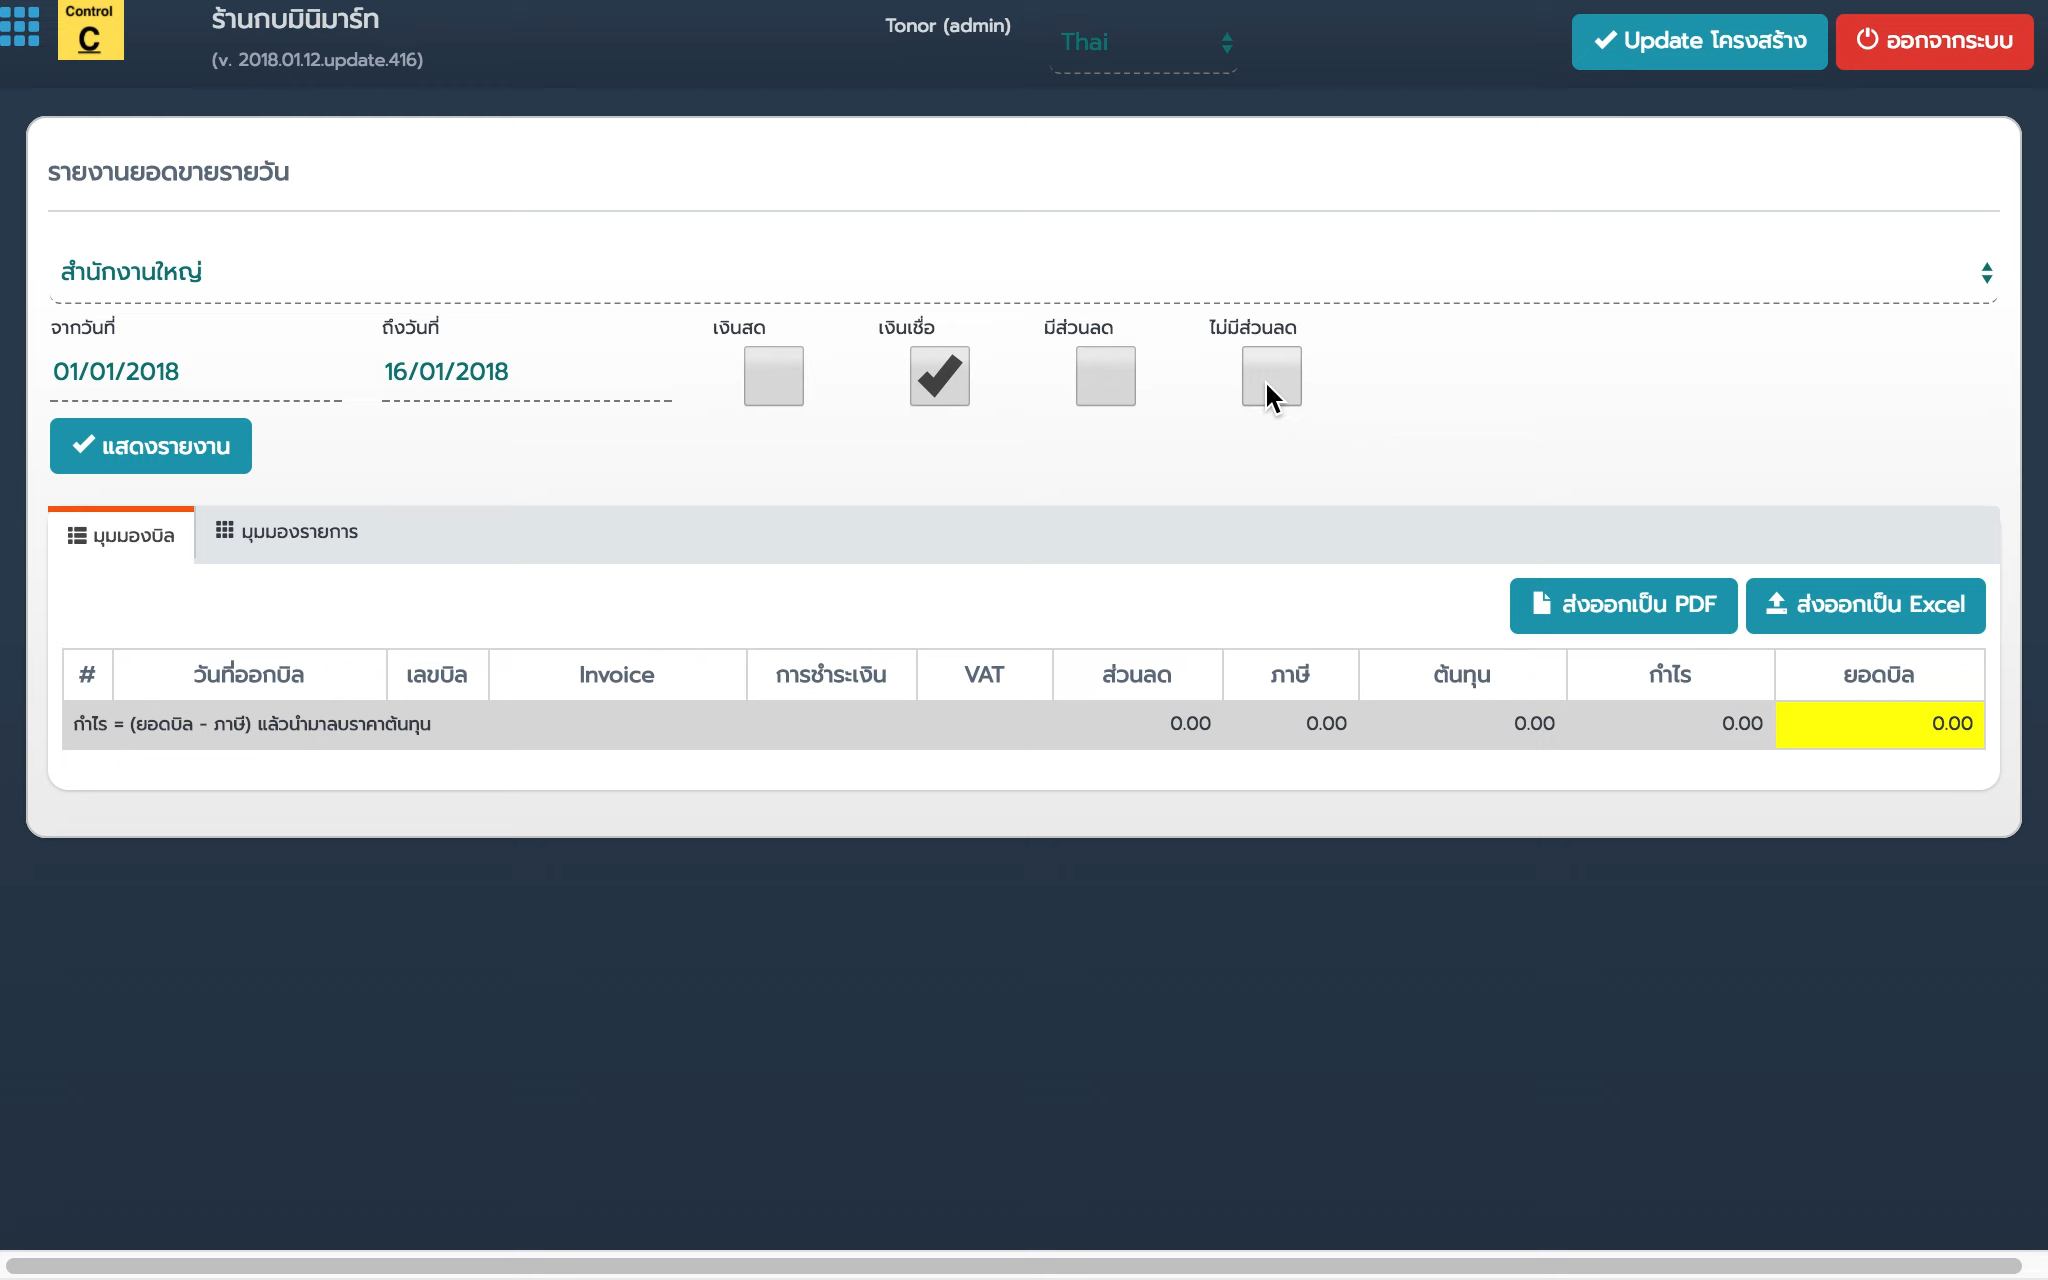 Control
C
ร้านกบมินิมาร์ท
(v. 2018.01.12.update.416)
Tonor (admin)
Thai
Update โครงสร้าง
ออกจากระบบ
รายงานยอดขายรายวัน
สำนักงานใหญ่
จากวันที่ ถึงวันที่ เงินสด เงินเชื่อ มีส่วนลด ไม่มีส่วนลด
01/01/2018 16/01/2018
แสดงรายงาน
มุมมองบิล มุมมองรายการ
ส่งออกเป็น PDF ส่งออกเป็น Excel
# วันที่ออกบิล เลขบิล Invoice การชำระเงิน VAT ส่วนลด ภาษี ต้นทุน กำไร ยอดบิล
กำไร = (ยอดบิล - ภาษี) แล้วนำมาลบราคาต้นทุน 0.00 0.00 0.00 0.00 0.00